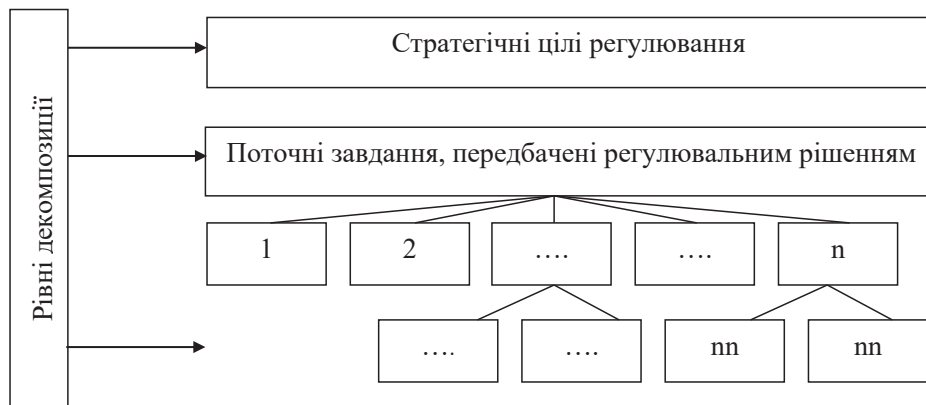 Рівні декомпозиції
Стратегічні цілі регулювання
Поточні завдання, передбачені регулювальним рішенням
1 2 …. …. n
…. …. nn nn